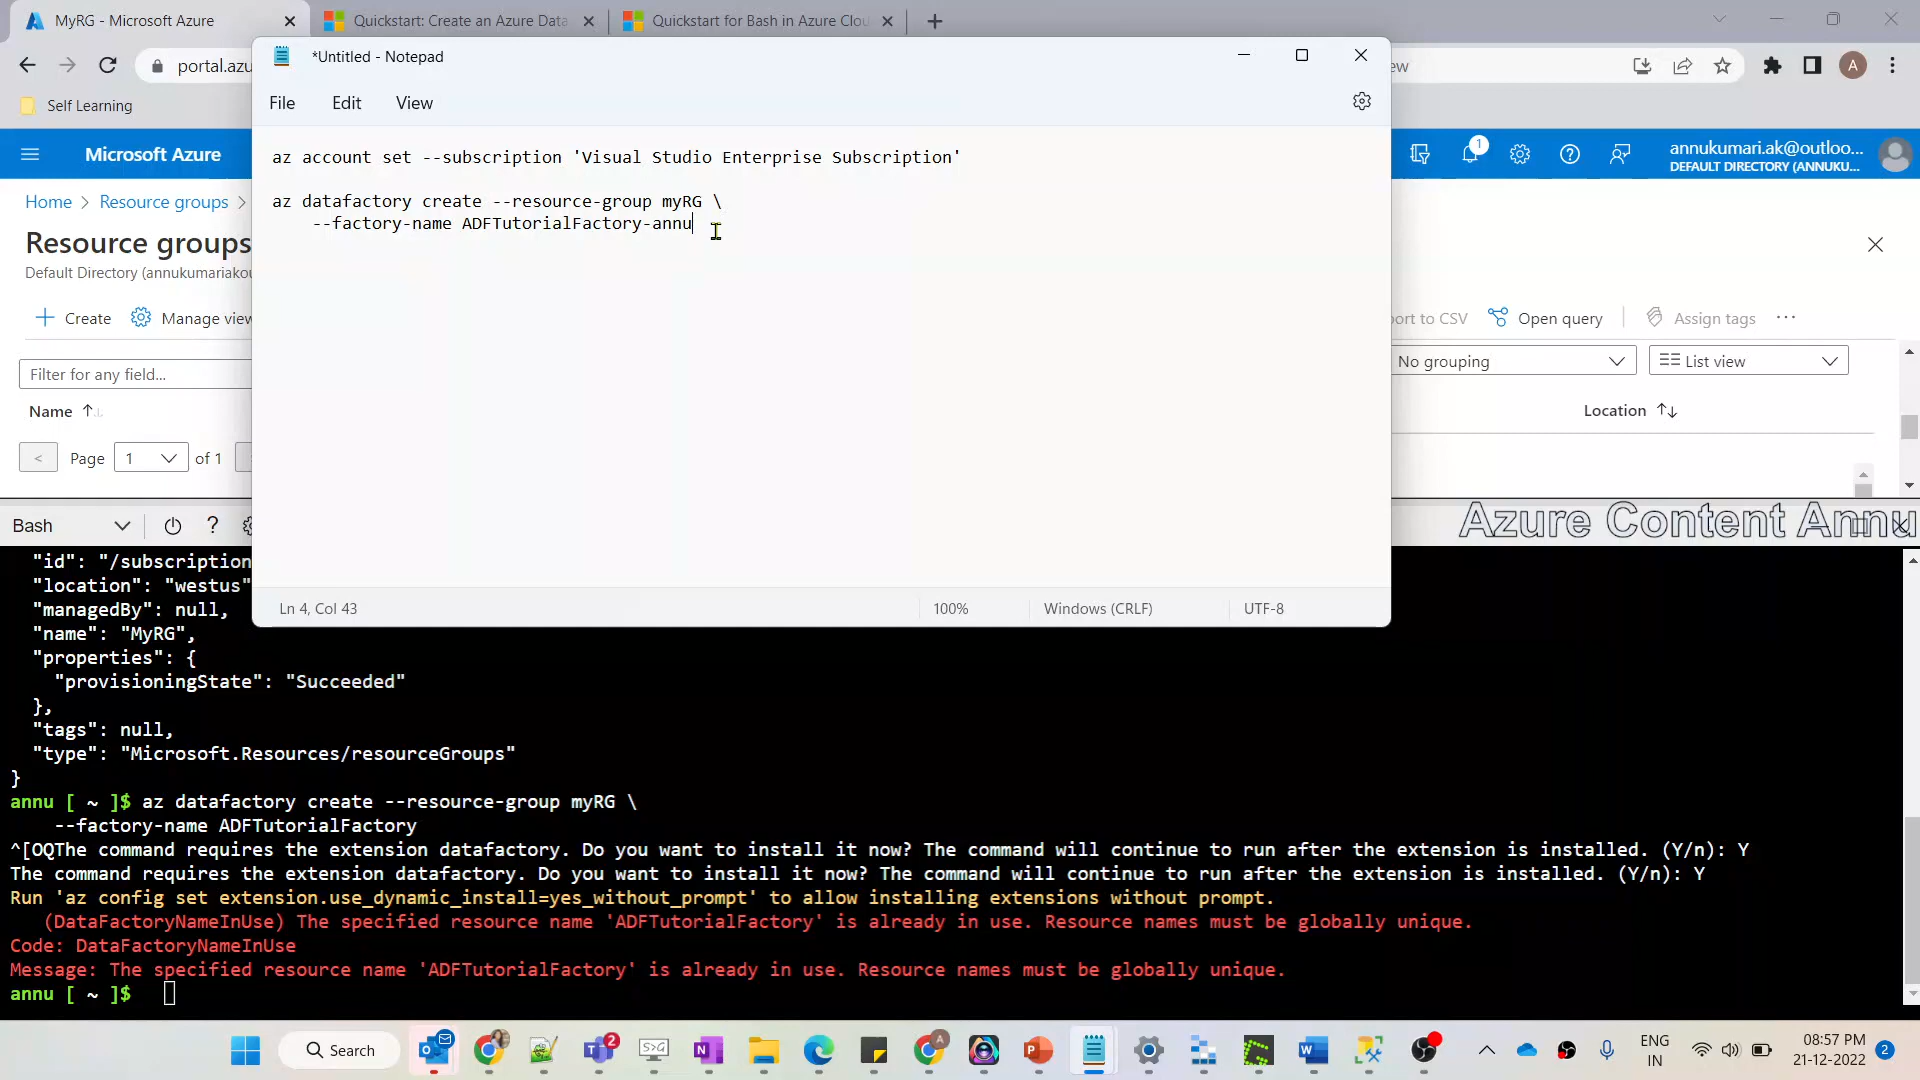 MyRG - Microsoft Azure
Quickstart: Create an Azure Data
Quickstart for Bash in Azure Clou
portal.azu
ew
A
Self Learning
*Untitled - Notepad
File Edit View
az account set --subscription 'Visual Studio Enterprise Subscription'
az datafactory create --resource-group myRG \
--factory-name ADFTutorialFactory-annu
Ln 4, Col 43
100%
Windows (CRLF)
UTF-8
Microsoft Azure
1
annukumari.ak@outloo...
DEFAULT DIRECTORY (ANNUKU...
Home > Resource groups >
Resource groups
Default Directory (annukumariakou
Create
Manage view
ort to CSV
Open query
Assign tags
...
Filter for any field...
No grouping
List view
Name
Location
< Page 1 of 1
Bash
?
Azure Content Annu
"id": "/subscription
"location": "westus"
"managedBy": null,
"name": "MyRG",
"properties": {
"provisioningState": "Succeeded"
},
"tags": null,
"type": "Microsoft.Resources/resourceGroups"
}
annu [ ~ ]$ az datafactory create --resource-group myRG \
--factory-name ADFTutorialFactory
^[OQThe command requires the extension datafactory. Do you want to install it now? The command will continue to run after the extension is installed. (Y/n): Y
The command requires the extension datafactory. Do you want to install it now? The command will continue to run after the extension is installed. (Y/n): Y
Run 'az config set extension.use_dynamic_install=yes_without_prompt' to allow installing extensions without prompt.
(DataFactoryNameInUse) The specified resource name 'ADFTutorialFactory' is already in use. Resource names must be globally unique.
Code: DataFactoryNameInUse
Message: The specified resource name 'ADFTutorialFactory' is already in use. Resource names must be globally unique.
annu [ ~ ]$
Search
2
S>G
N
A
P
W
ENG
IN
08:57 PM
21-12-2022
2